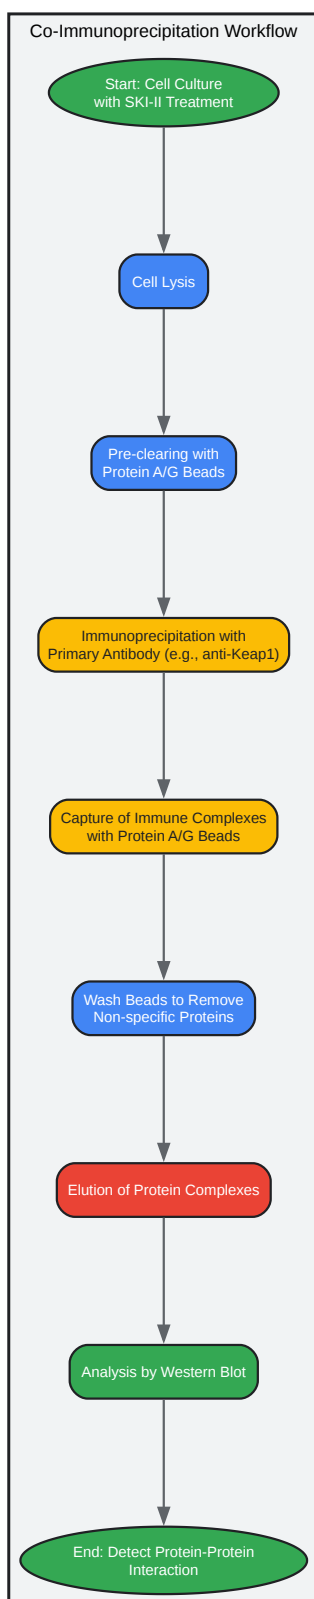 Co-Immunoprecipitation Workflow
Start: Cell Culture
with SKI-II Treatment
Cell Lysis
Pre-clearing with
Protein A/G Beads
Immunoprecipitation with
Primary Antibody (e.g., anti-Keap1)
Capture of Immune Complexes
with Protein A/G Beads
Wash Beads to Remove
Non-specific Proteins
Elution of Protein Complexes
Analysis by Western Blot
End: Detect Protein-Protein
Interaction